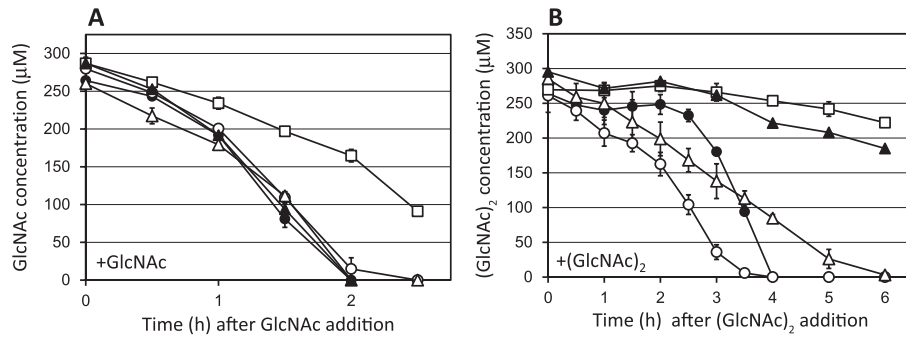 A
GlcNAc concentration (μM)
300
250
200
150
100
50
0
+GlcNAc
0 1 2
Time (h) after GlcNAc addition
B
(GlcNAc)2 concentration (μM)
350
300
250
200
150
100
50
0
+(GlcNAc)2
0 1 2 3 4 5 6
Time (h) after (GlcNAc)2 addition